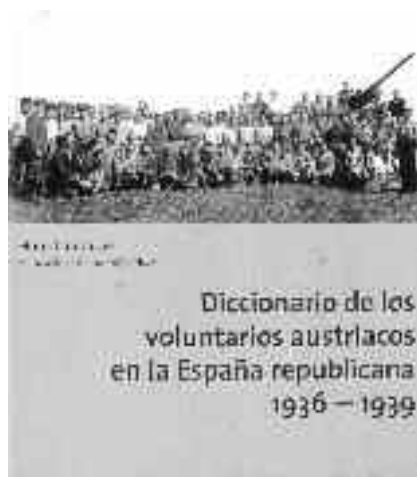 Diccionario de los
voluntarios austriacos
en la España republicana
1936 – 1939